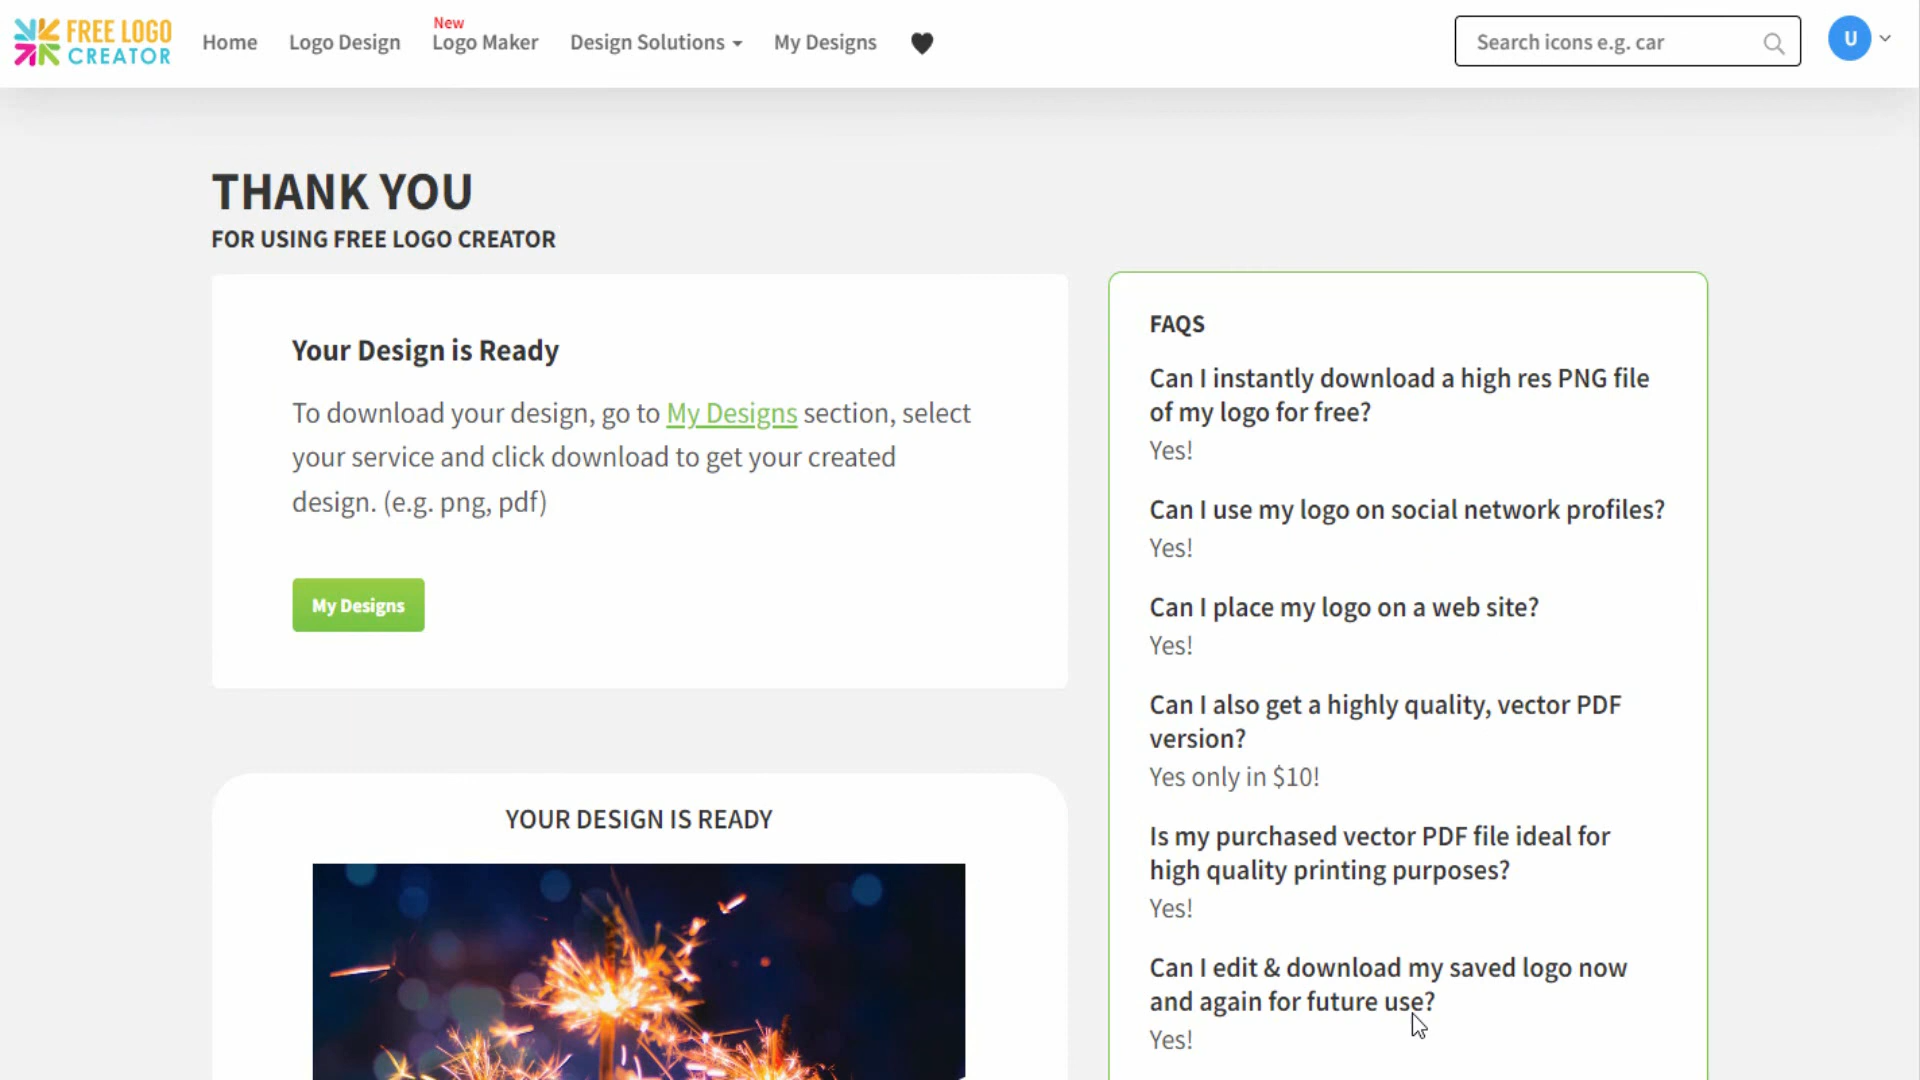 FREE LOGO
CREATOR
Home
Logo Design
New
Logo Maker
Design Solutions
My Designs
Search icons e.g. car
U
THANK YOU
FOR USING FREE LOGO CREATOR
Your Design is Ready
To download your design, go to My Designs section, select
your service and click download to get your created
design. (e.g. png, pdf)
My Designs
YOUR DESIGN IS READY
FAQS
Can I instantly download a high res PNG file
of my logo for free?
Yes!
Can I use my logo on social network profiles?
Yes!
Can I place my logo on a web site?
Yes!
Can I also get a highly quality, vector PDF
version?
Yes only in $10!
Is my purchased vector PDF file ideal for
high quality printing purposes?
Yes!
Can I edit & download my saved logo now
and again for future use?
Yes!